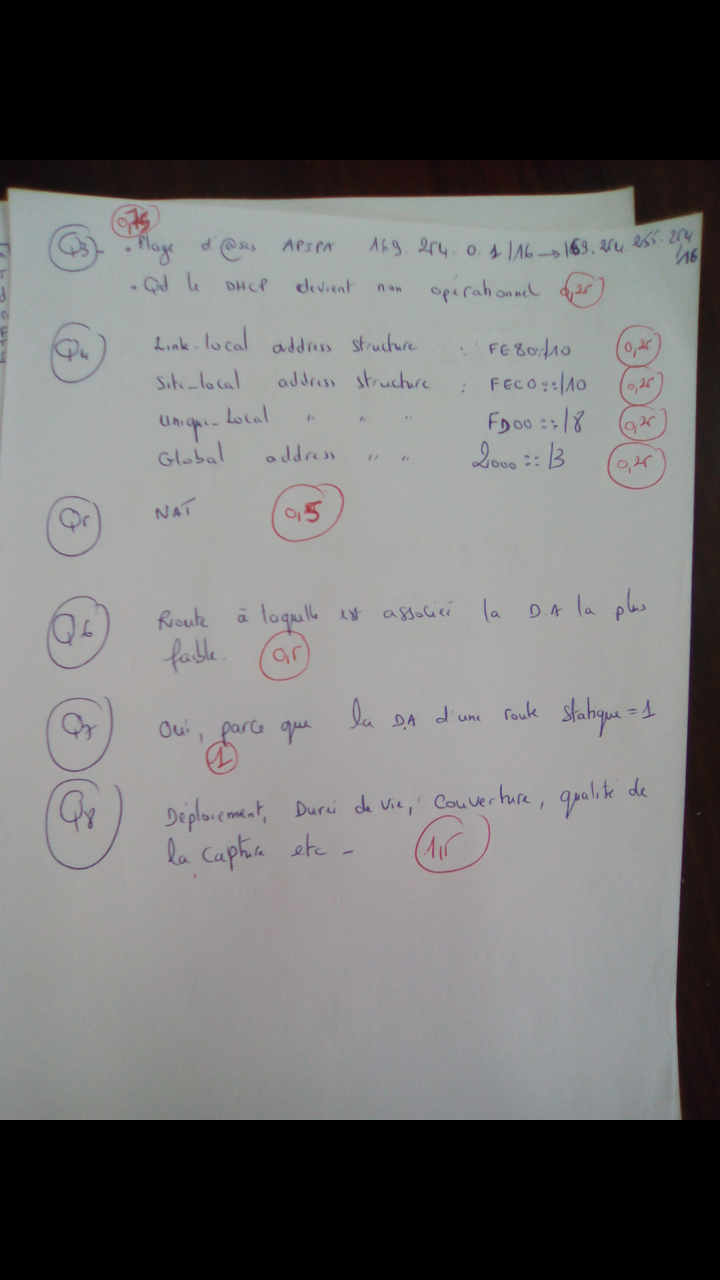 0,75
Q3- • Plage d'@ses APIPA 169.254.0.1/16 → 169.254.255.254/16
• Qd le DHCP devient non opérationnel 0,25
Q4 Link-local address structure : FE80::/10 0,25
Site-local address structure : FEC0::/10 0,25
Unique-Local " " " FD00::/8 0,25
Global address " " 2000::/3 0,25
Q5 NAT 0,5
Q6 Route à laquelle est associée la D.A la plus
faible. 0,5
Q7 Oui, parce que la DA d'une route statique = 1
1
Q8 Déploiement, Durée de vie, Couverture, qualité de
la capture etc - 1,5